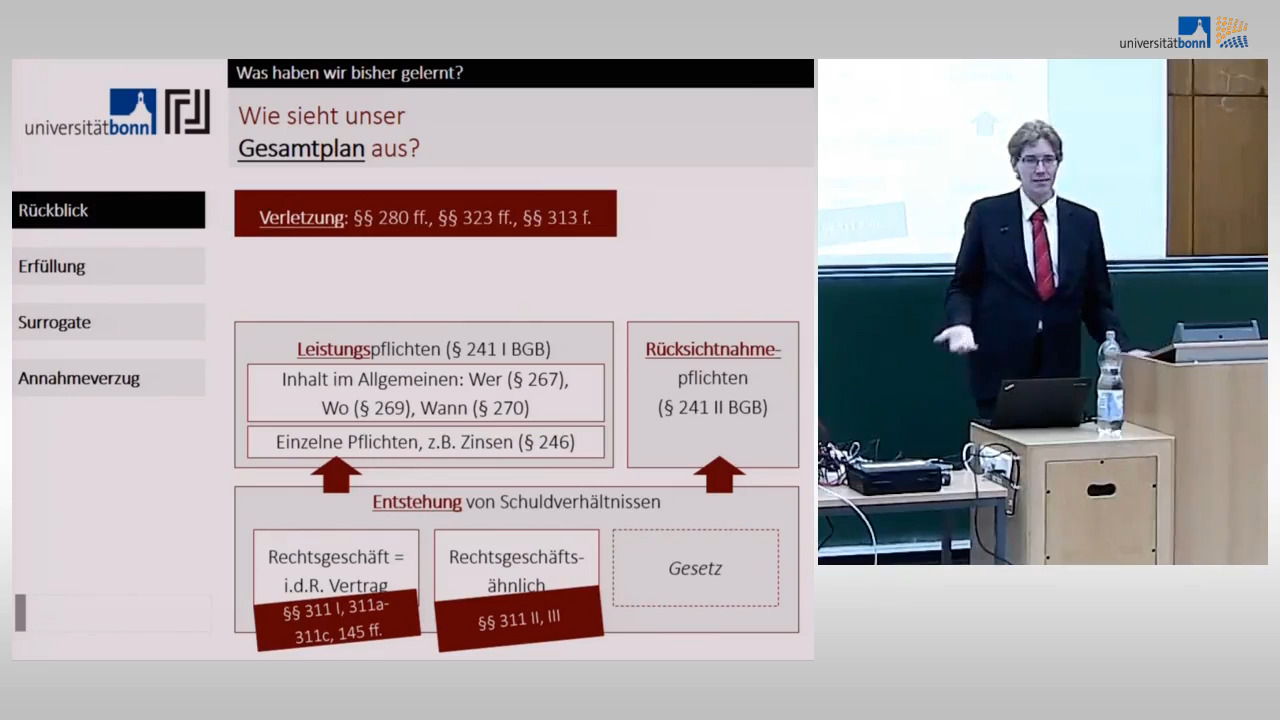 universitätbonn
Was haben wir bisher gelernt?
universitätbonn
Wie sieht unser
Gesamtplan aus?
Rückblick
Erfüllung
Surrogate
Annahmeverzug
Verletzung: §§ 280 ff., §§ 323 ff., §§ 313 f.
Leistungspflichten (§ 241 I BGB)
Inhalt im Allgemeinen: Wer (§ 267),
Wo (§ 269), Wann (§ 270)
Einzelne Pflichten, z.B. Zinsen (§ 246)
Rücksichtnahme-
pflichten
(§ 241 II BGB)
Entstehung von Schuldverhältnissen
Rechtsgeschäft =
i.d.R. Vertrag
§§ 311 I, 311a-
311c, 145 ff.
Rechtsgeschäfts-
ähnlich
§§ 311 II, III
Gesetz